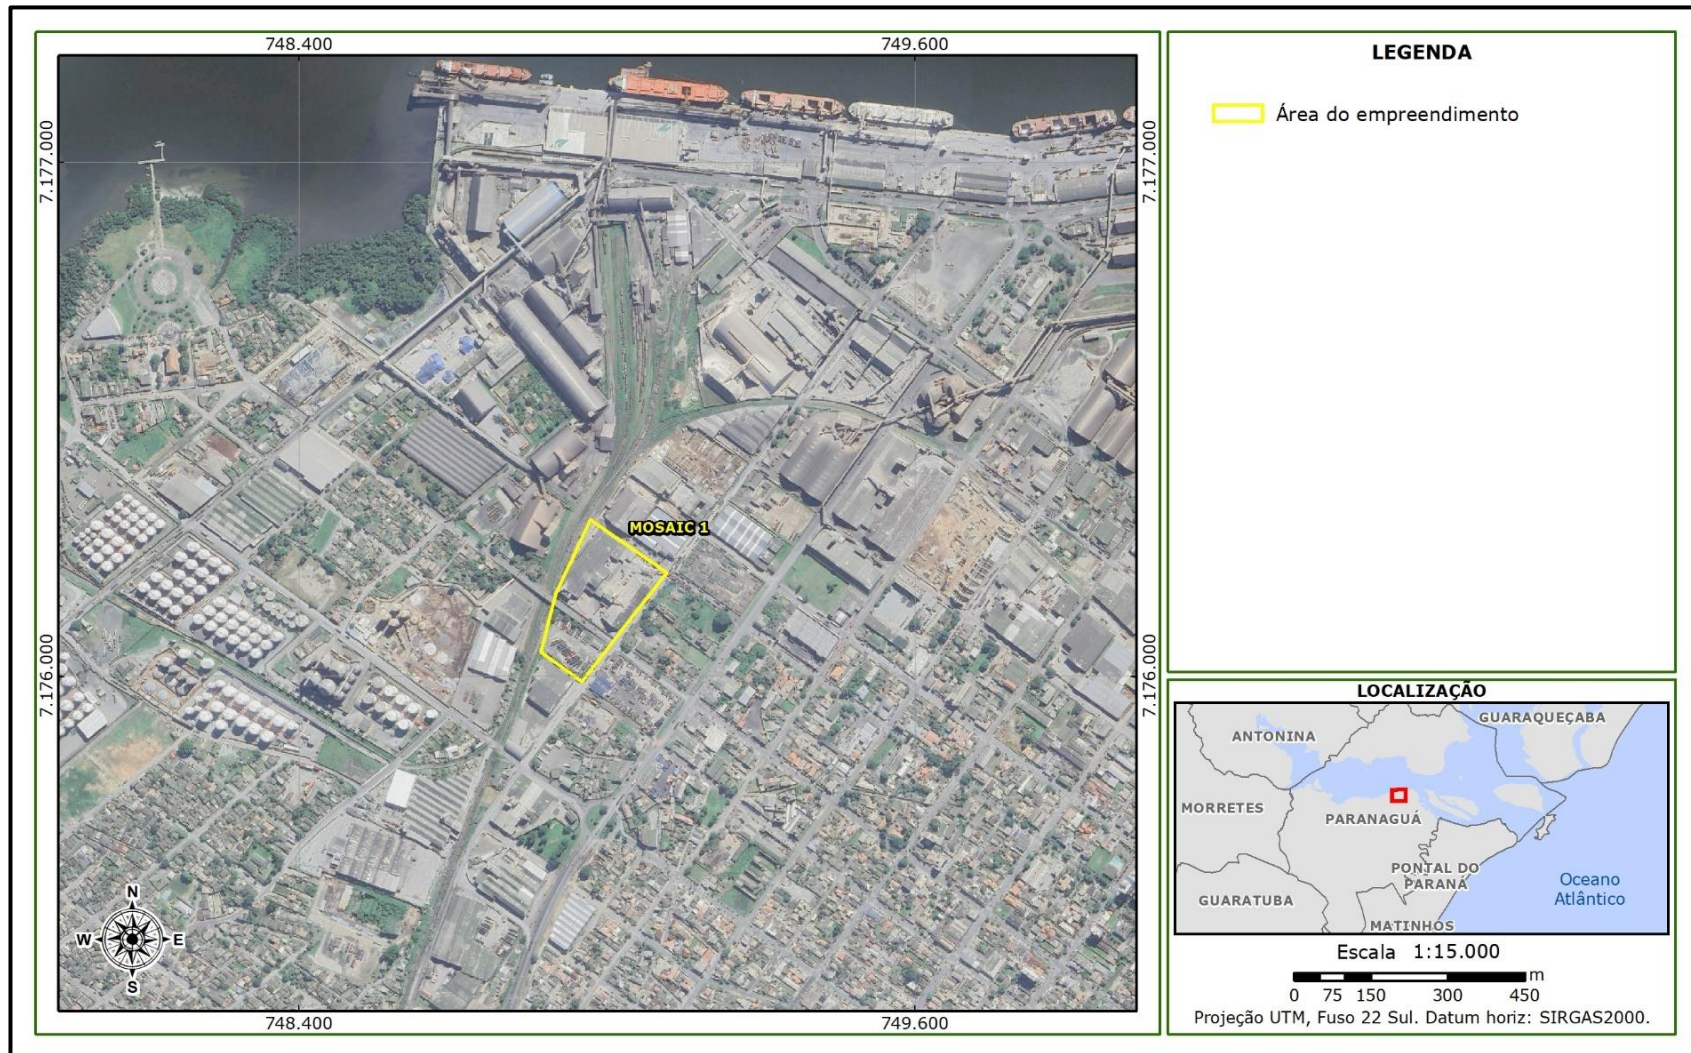 748.400
749.600
7.177.000
7.177.000
7.176.000
7.176.000
MOSAIC 1
N
W
E
S
748.400
749.600
LEGENDA
Área do empreendimento
LOCALIZAÇÃO
GUARAQUEÇABA
ANTONINA
MORRETES
PARANAGUÁ
PONTAL DO
PARANÁ
GUARATUBA
MATINHOS
Oceano
Atlântico
Escala 1:15.000
m
0 75 150 300 450
Projeção UTM, Fuso 22 Sul. Datum horiz: SIRGAS2000.